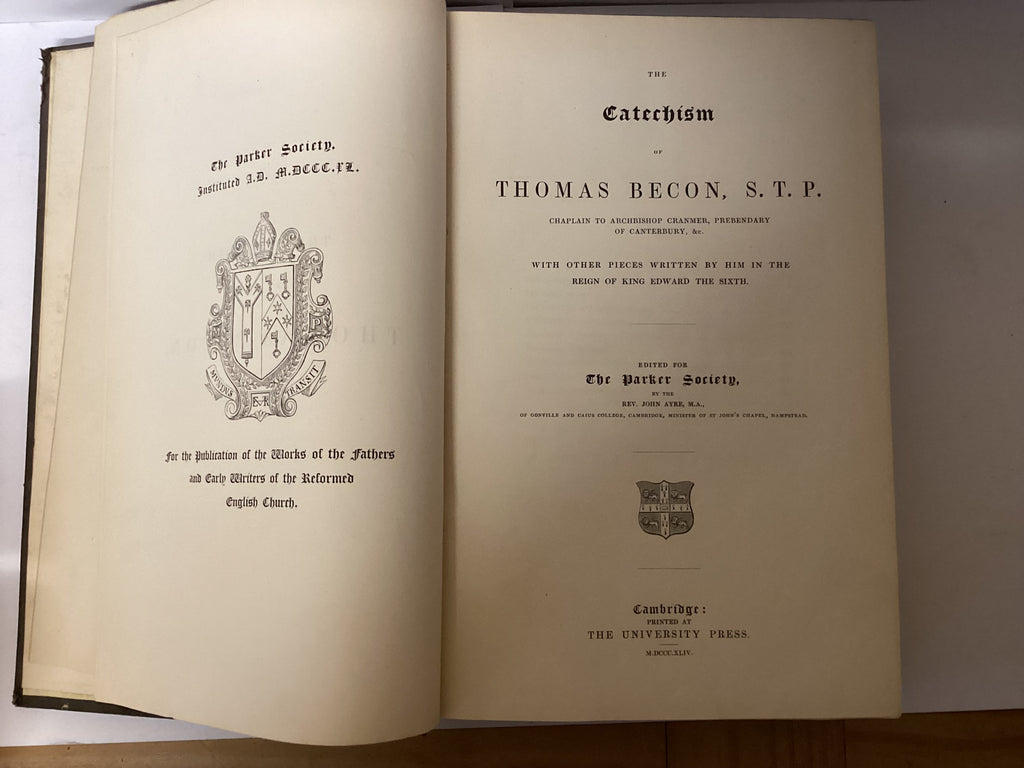 The Parker Society.
Instituted A.D. M.DCCC.XL.
M P
MUNDUS TRANSIT
For the Publication of the Works of the Fathers
and Early Writers of the Reformed
English Church.
THE
Catechism
OF
THOMAS BECON, S. T. P.
CHAPLAIN TO ARCHBISHOP CRANMER, PREBENDARY
OF CANTERBURY, &c.
WITH OTHER PIECES WRITTEN BY HIM IN THE
REIGN OF KING EDWARD THE SIXTH.
EDITED FOR
The Parker Society,
BY THE
REV. JOHN AYRE, M.A.,
OF GONVILLE AND CAIUS COLLEGE, CAMBRIDGE, MINISTER OF ST JOHN'S CHAPEL, HAMPSTEAD.
Cambridge:
PRINTED AT
THE UNIVERSITY PRESS.
M.DCCC.XLIV.